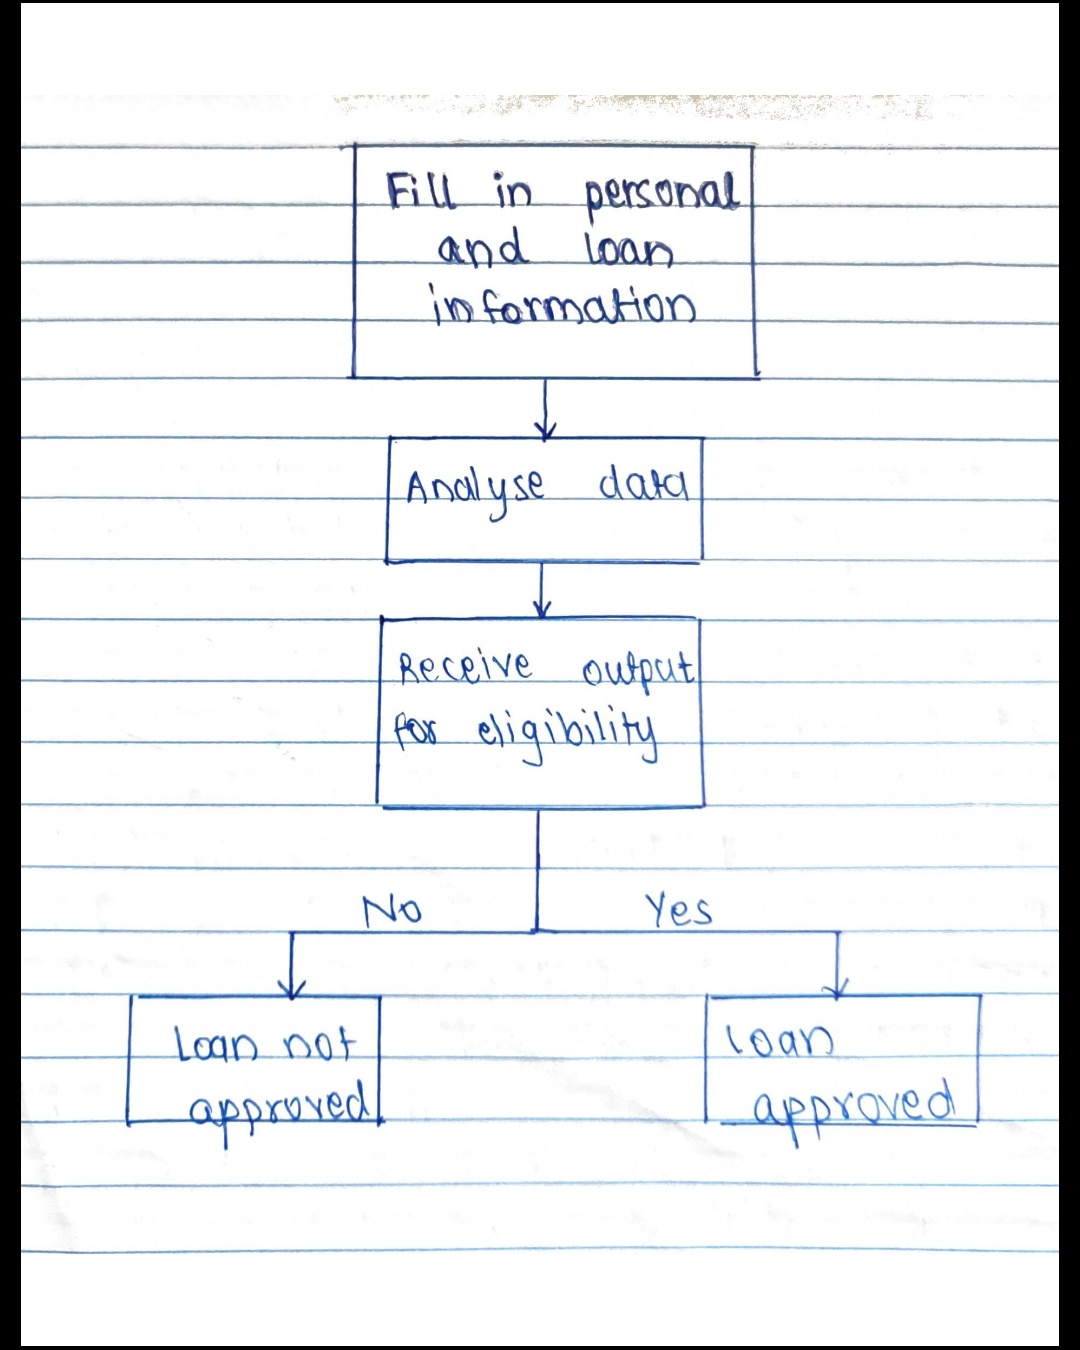 Fill in personal
and loan
information
Analyse data
Receive output
for eligibility
No
Yes
Loan not
approved
loan
approved